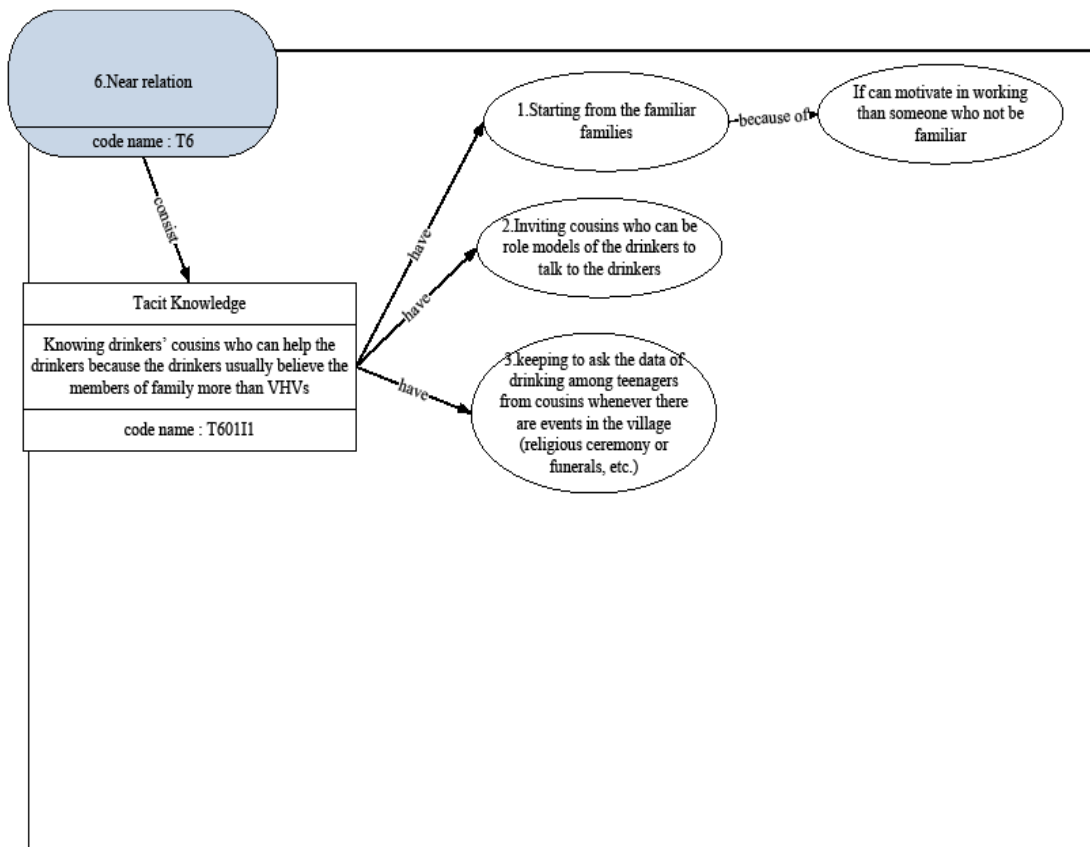 6.Near relation
code name : T6
consist
Tacit Knowledge
Knowing drinkers’ cousins who can help the
drinkers because the drinkers usually believe the
members of family more than VHVs
code name : T601I1
have
1.Starting from the familiar
families
because of
If can motivate in working
than someone who not be
familiar
have
2.Inviting cousins who can be
role models of the drinkers to
talk to the drinkers
have
3.keeping to ask the data of
drinking among teenagers
from cousins whenever there
are events in the village
(religious ceremony or
funerals, etc.)